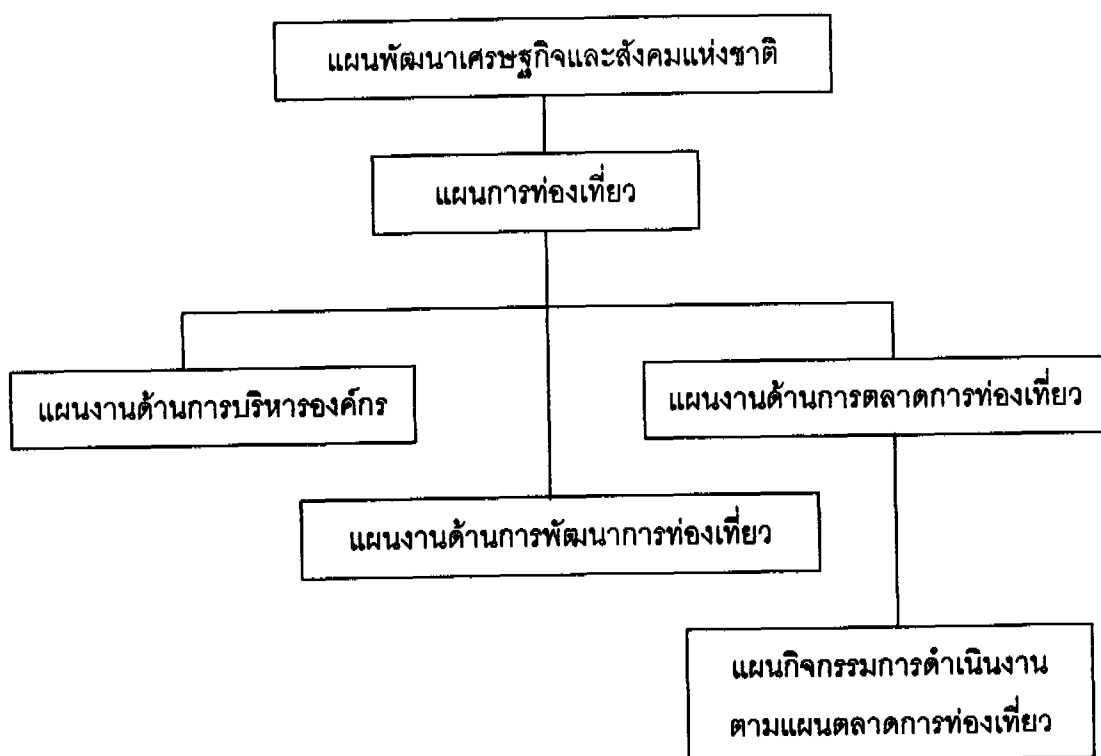 แผนพัฒนาเศรษฐกิจและสังคมแห่งชาติ
แผนการท่องเที่ยว
แผนงานด้านการบริหารองค์กร
แผนงานด้านการตลาดการท่องเที่ยว
แผนงานด้านการพัฒนาการท่องเที่ยว
แผนกิจกรรมการดำเนินงาน
ตามแผนตลาดการท่องเที่ยว